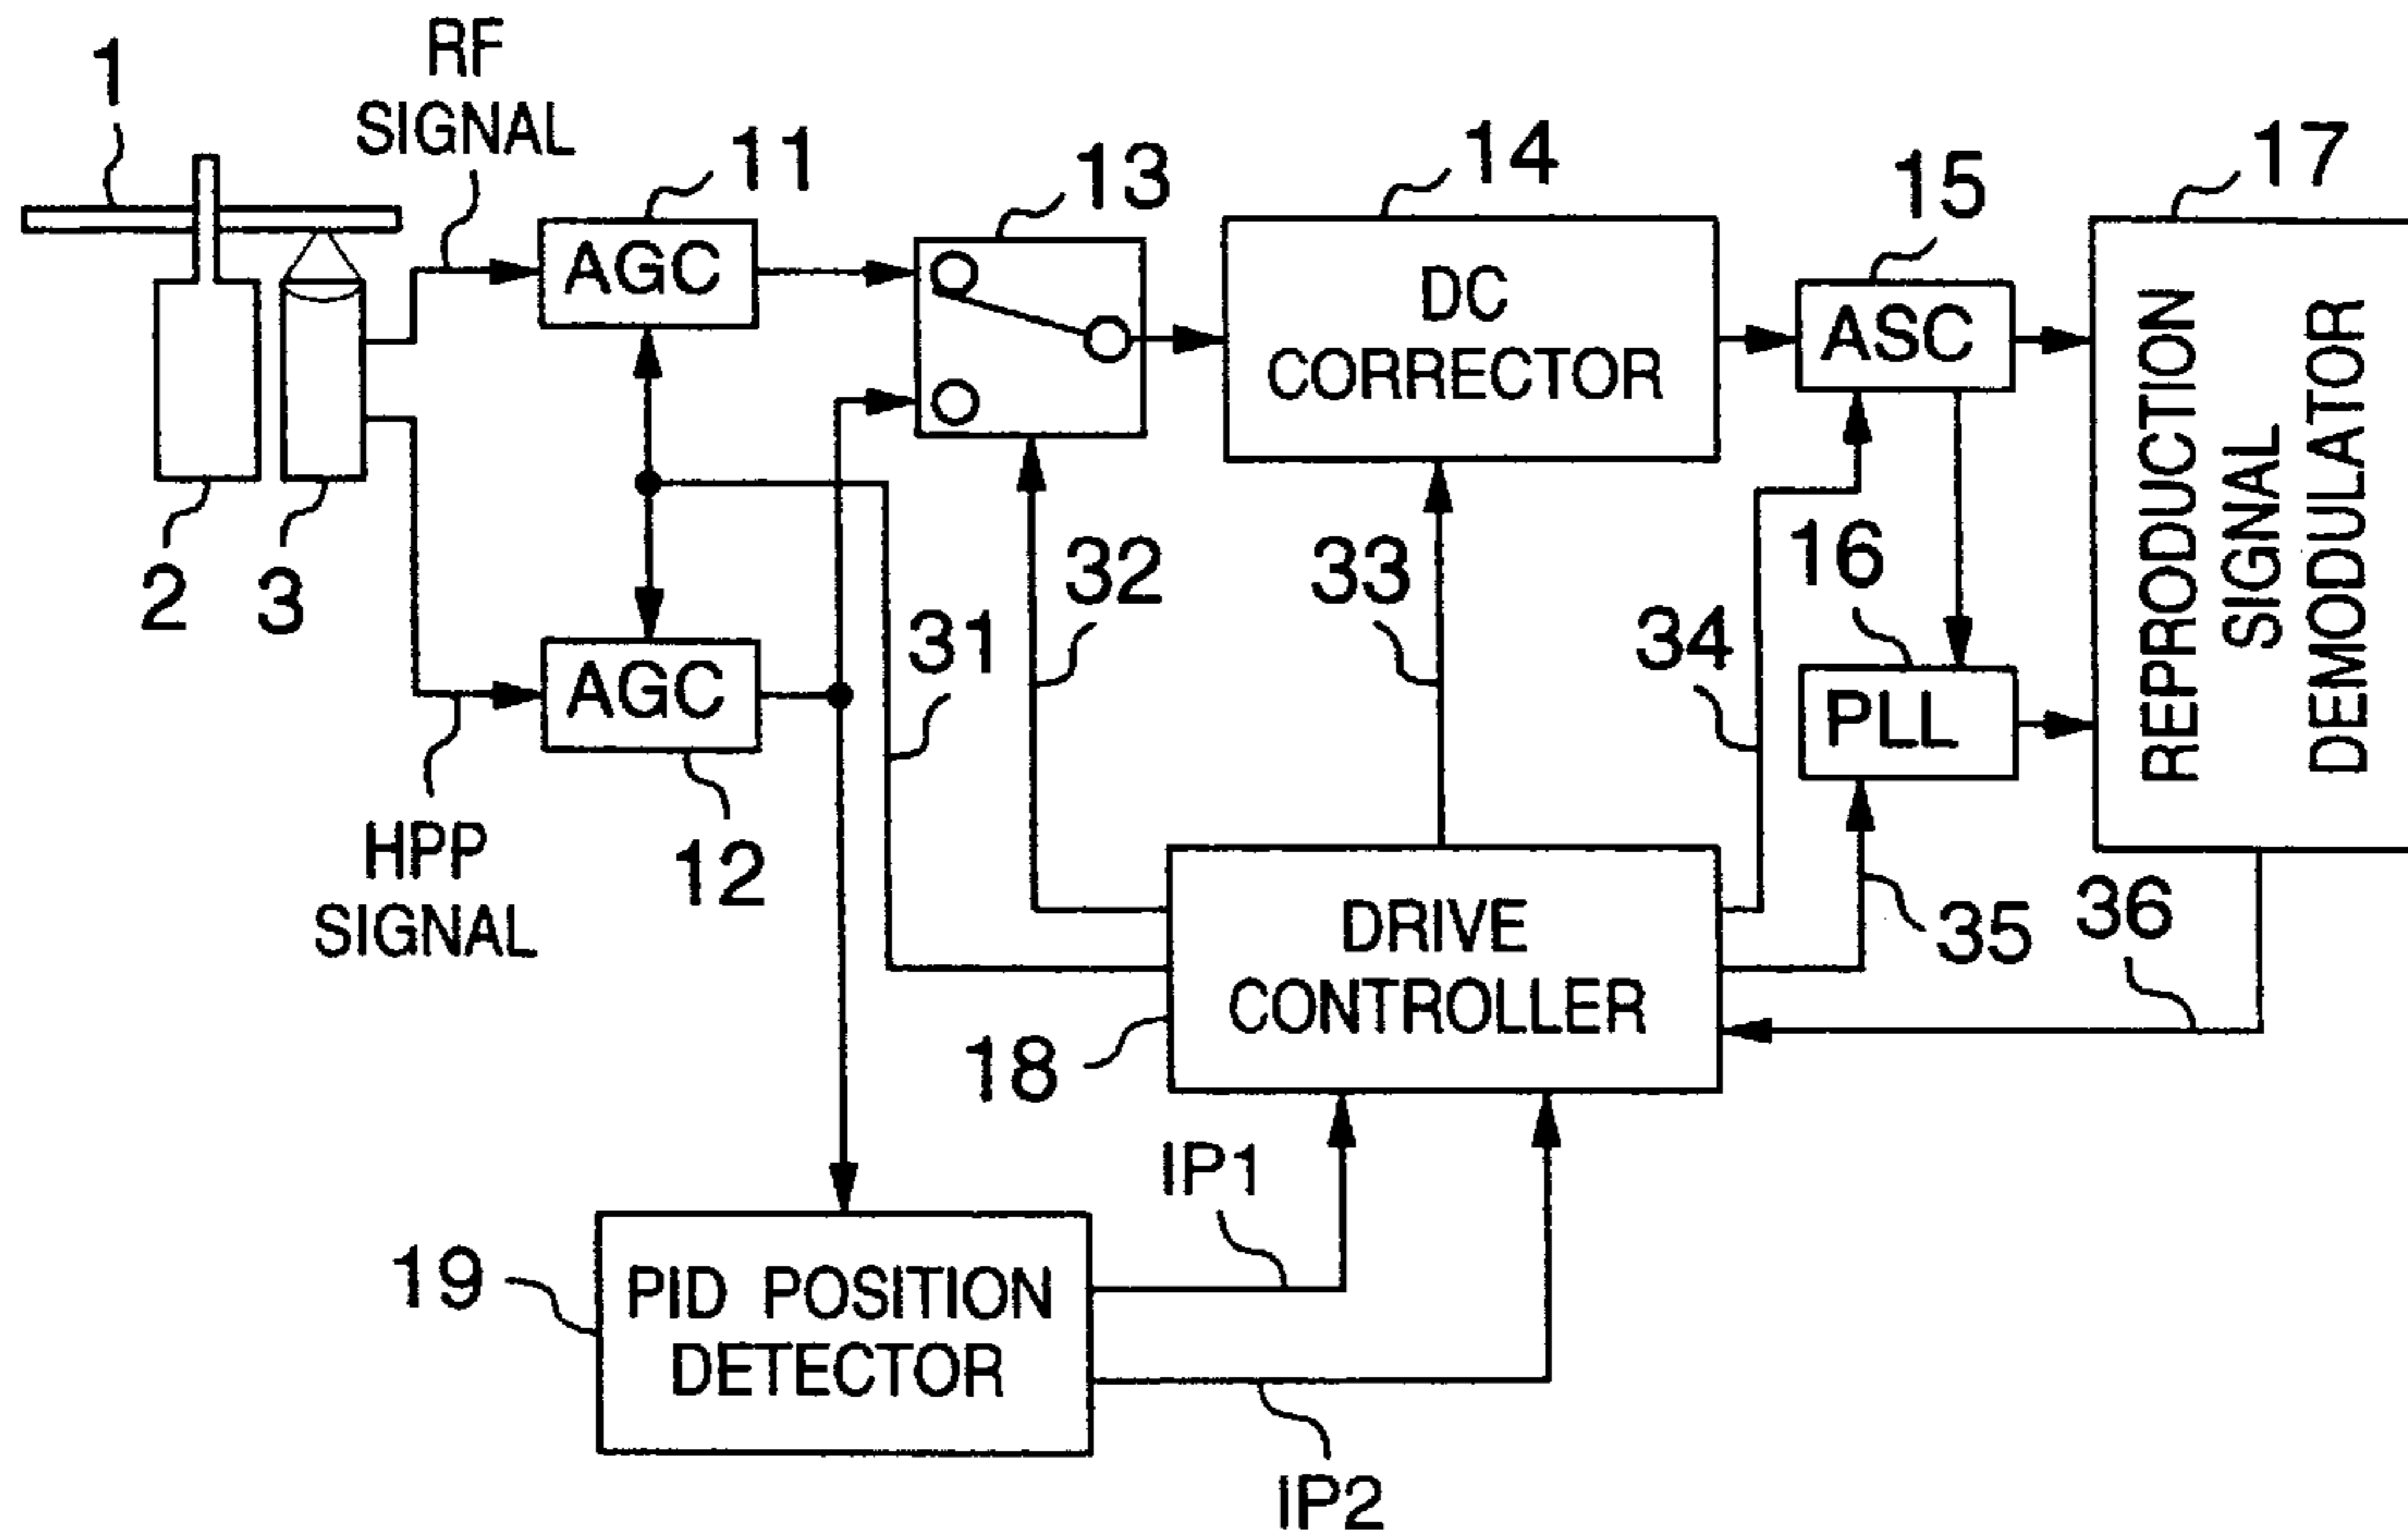 1
RF
SIGNAL
11
13
14
15
17
AGC
DC
CORRECTOR
ASC
REPRODUCTION
SIGNAL
DEMODULATOR
2
3
31
32
33
34
16
AGC
PLL
HPP
SIGNAL
12
DRIVE
CONTROLLER
35
36
18
IP1
19
PID POSITION
DETECTOR
IP2